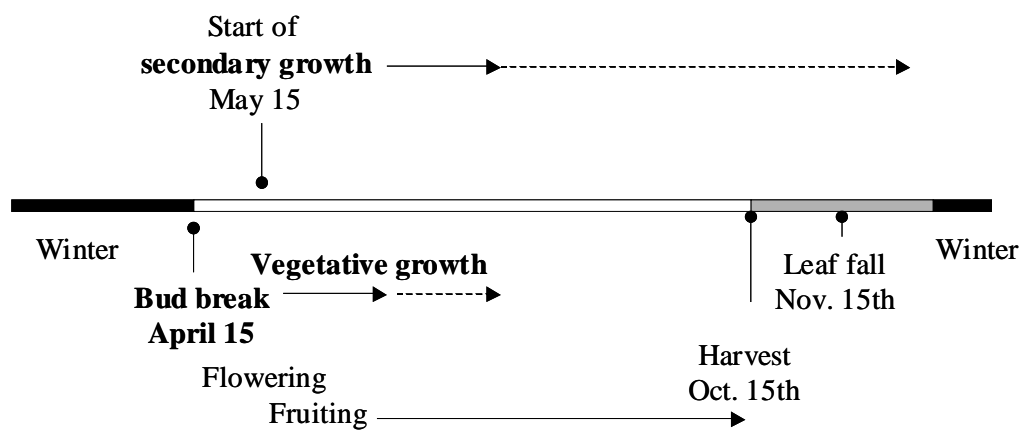 Start of
secondary growth
May 15
Winter
Vegetative growth
Bud break
April 15
Flowering
Fruiting
Harvest
Oct. 15th
Leaf fall
Nov. 15th
Winter